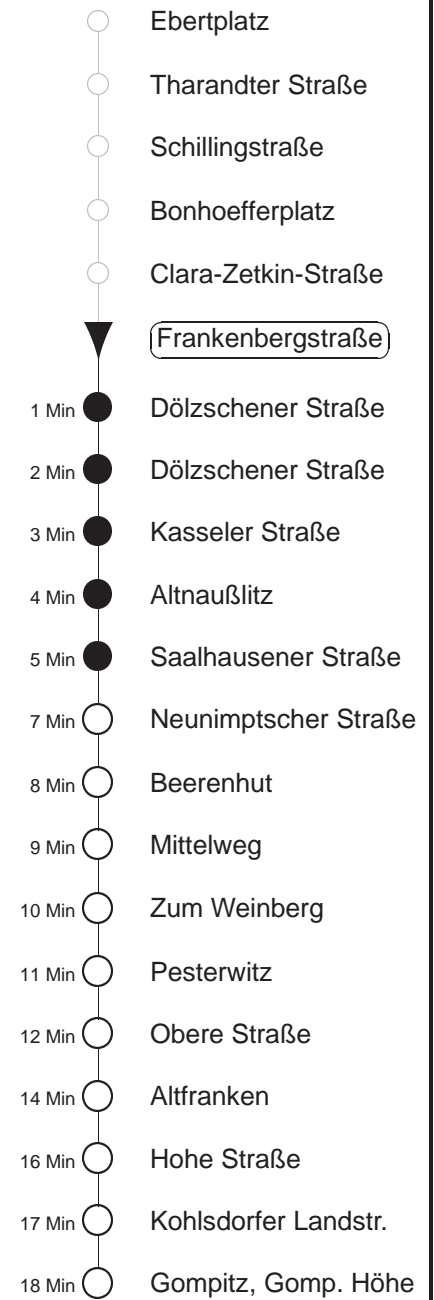 Ebertplatz
Tharandter Straße
Schillingstraße
Bonhoefferplatz
Clara-Zetkin-Straße
Frankenbergstraße
1 Min Dölzschener Straße
2 Min Dölzschener Straße
3 Min Kasseler Straße
4 Min Altnaußlitz
5 Min Saalhausener Straße
7 Min Neunimptscher Straße
8 Min Beerenhut
9 Min Mittelweg
10 Min Zum Weinberg
11 Min Pesterwitz
12 Min Obere Straße
14 Min Altfranken
16 Min Hohe Straße
17 Min Kohlsdorfer Landstr.
18 Min Gompitz, Gomp. Höhe